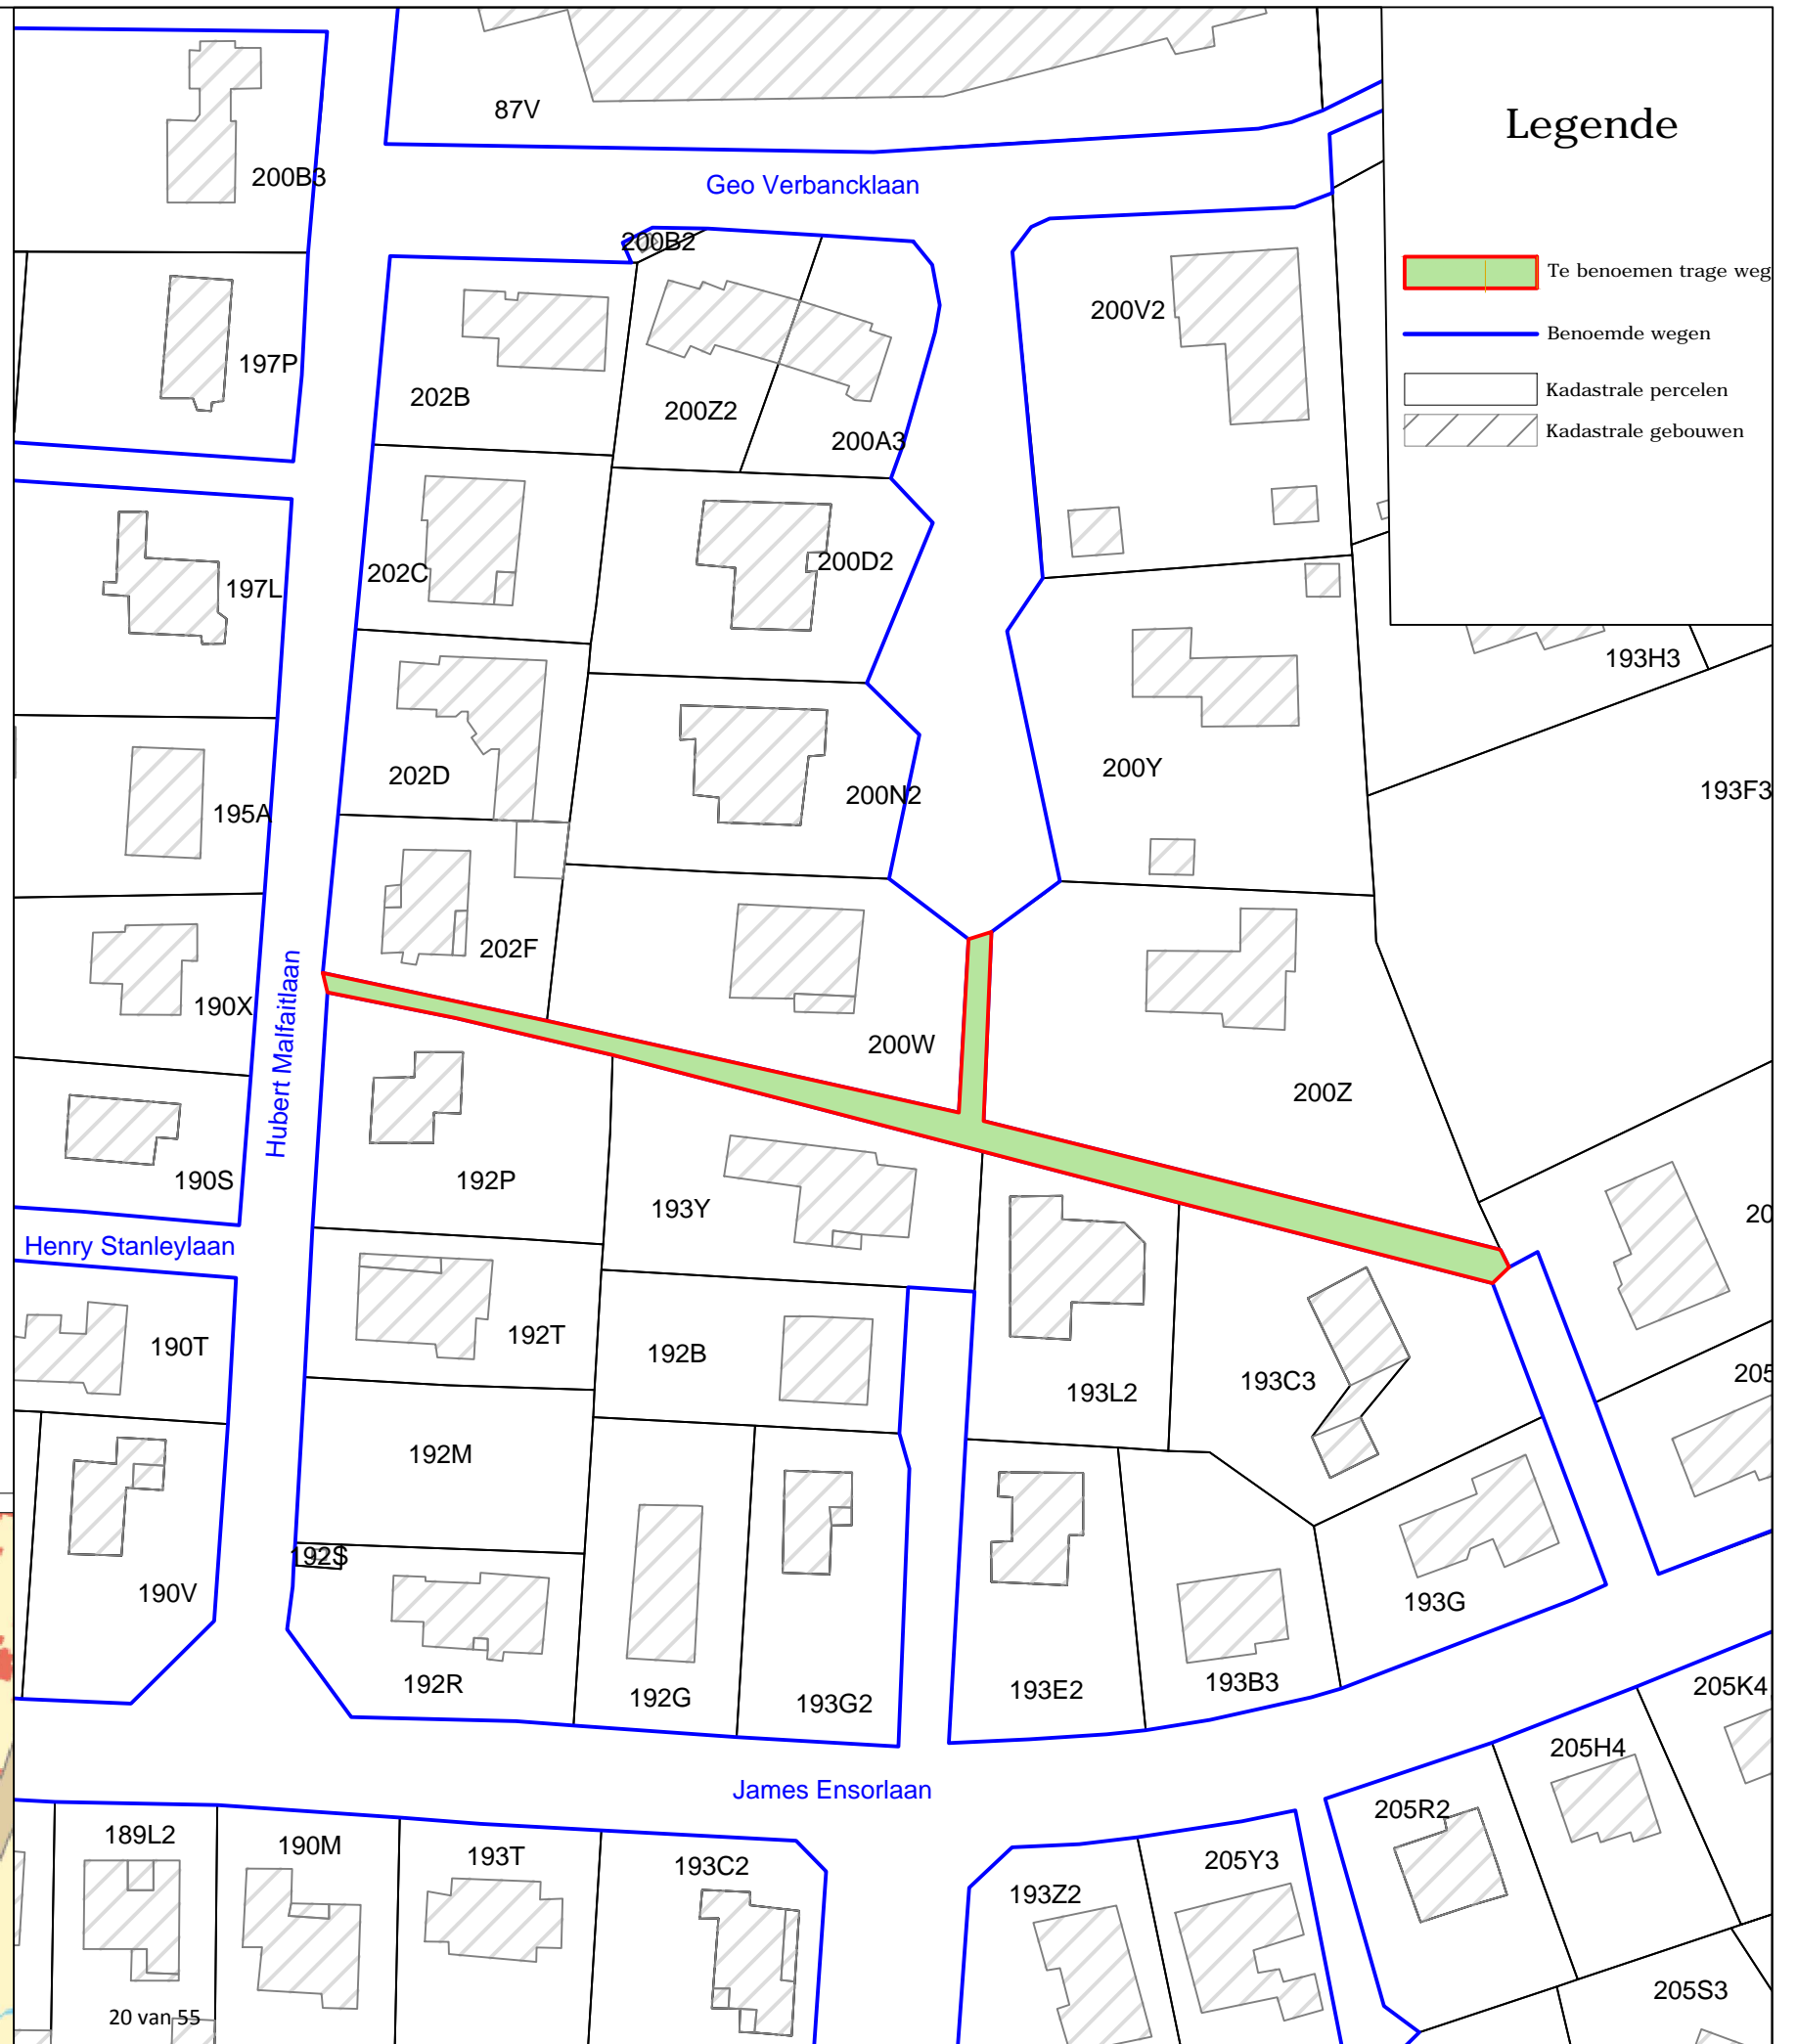 87V
Legende
200B3
Geo Verbancklaan
200B2
Te benoemen trage weg
200V2
Benoemde wegen
197P
202B
200Z2
200A3
Kadastrale percelen
Kadastrale gebouwen
202C
200D2
197L
193H3
202D
200Y
200N2
193F3
195A
202F
190X
200W
Hubert Malfaitlaan
200Z
190S
192P
193Y
20
Henry Stanleylaan
190T
192T
192B
193L2
193C3
205
192M
192S
190V
192R
192G
193G2
193E2
193B3
193G
205K4
James Ensorlaan
205H4
205R2
189L2
190M
193T
193C2
193Z2
205Y3
205S3
20 van 55